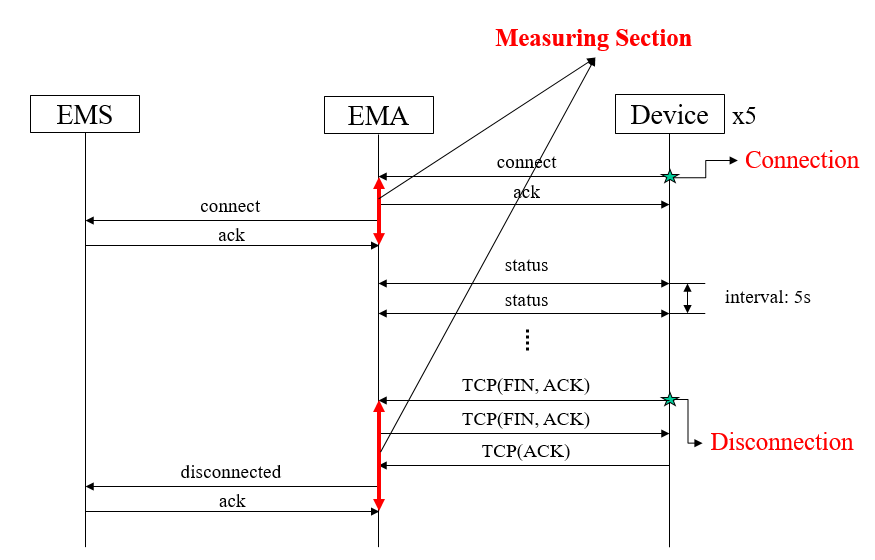 Measuring Section
EMS
EMA
Device
x5
connect
Connection
ack
connect
ack
status
status
interval: 5s
TCP(FIN, ACK)
TCP(FIN, ACK)
Disconnection
TCP(ACK)
disconnected
ack